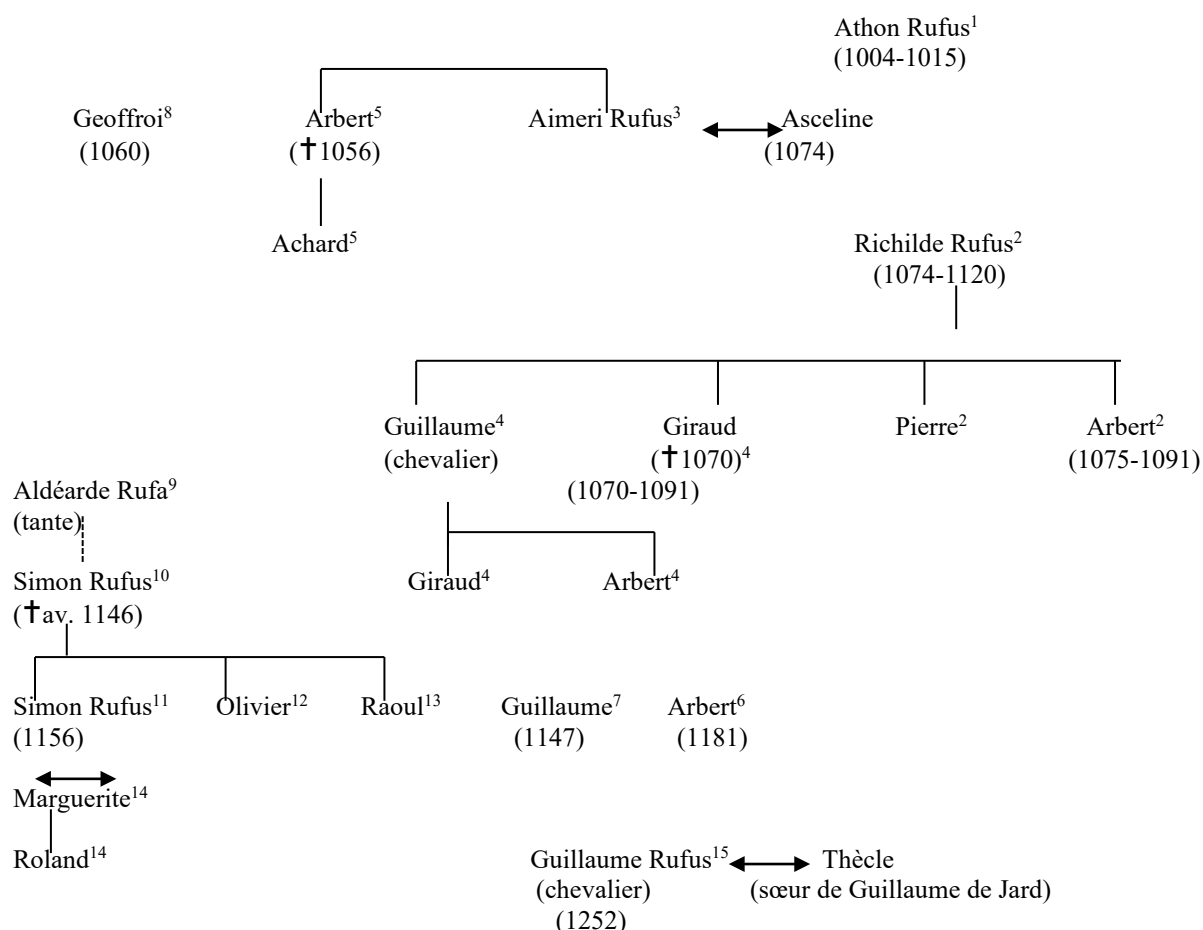 Athon Rufus¹
(1004-1015)
Geoffroi⁸ Arbert⁵ Aimeri Rufus³ Asceline
(1060) (✝1056) (1074)
Achard⁵ Richilde Rufus²
(1074-1120)
Guillaume⁴ Giraud Pierre² Arbert²
(chevalier) (✝1070)⁴ (1075-1091)
(1070-1091)
Aldéarde Rufa⁹
(tante)
Simon Rufus¹⁰ Giraud⁴ Arbert⁴
(✝av. 1146)
Simon Rufus¹¹ Olivier¹² Raoul¹³ Guillaume⁷ Arbert⁶
(1156) (1147) (1181)
Marguerite¹⁴
Roland¹⁴ Guillaume Rufus¹⁵ Thècle
(chevalier) (sœur de Guillaume de Jard)
(1252)